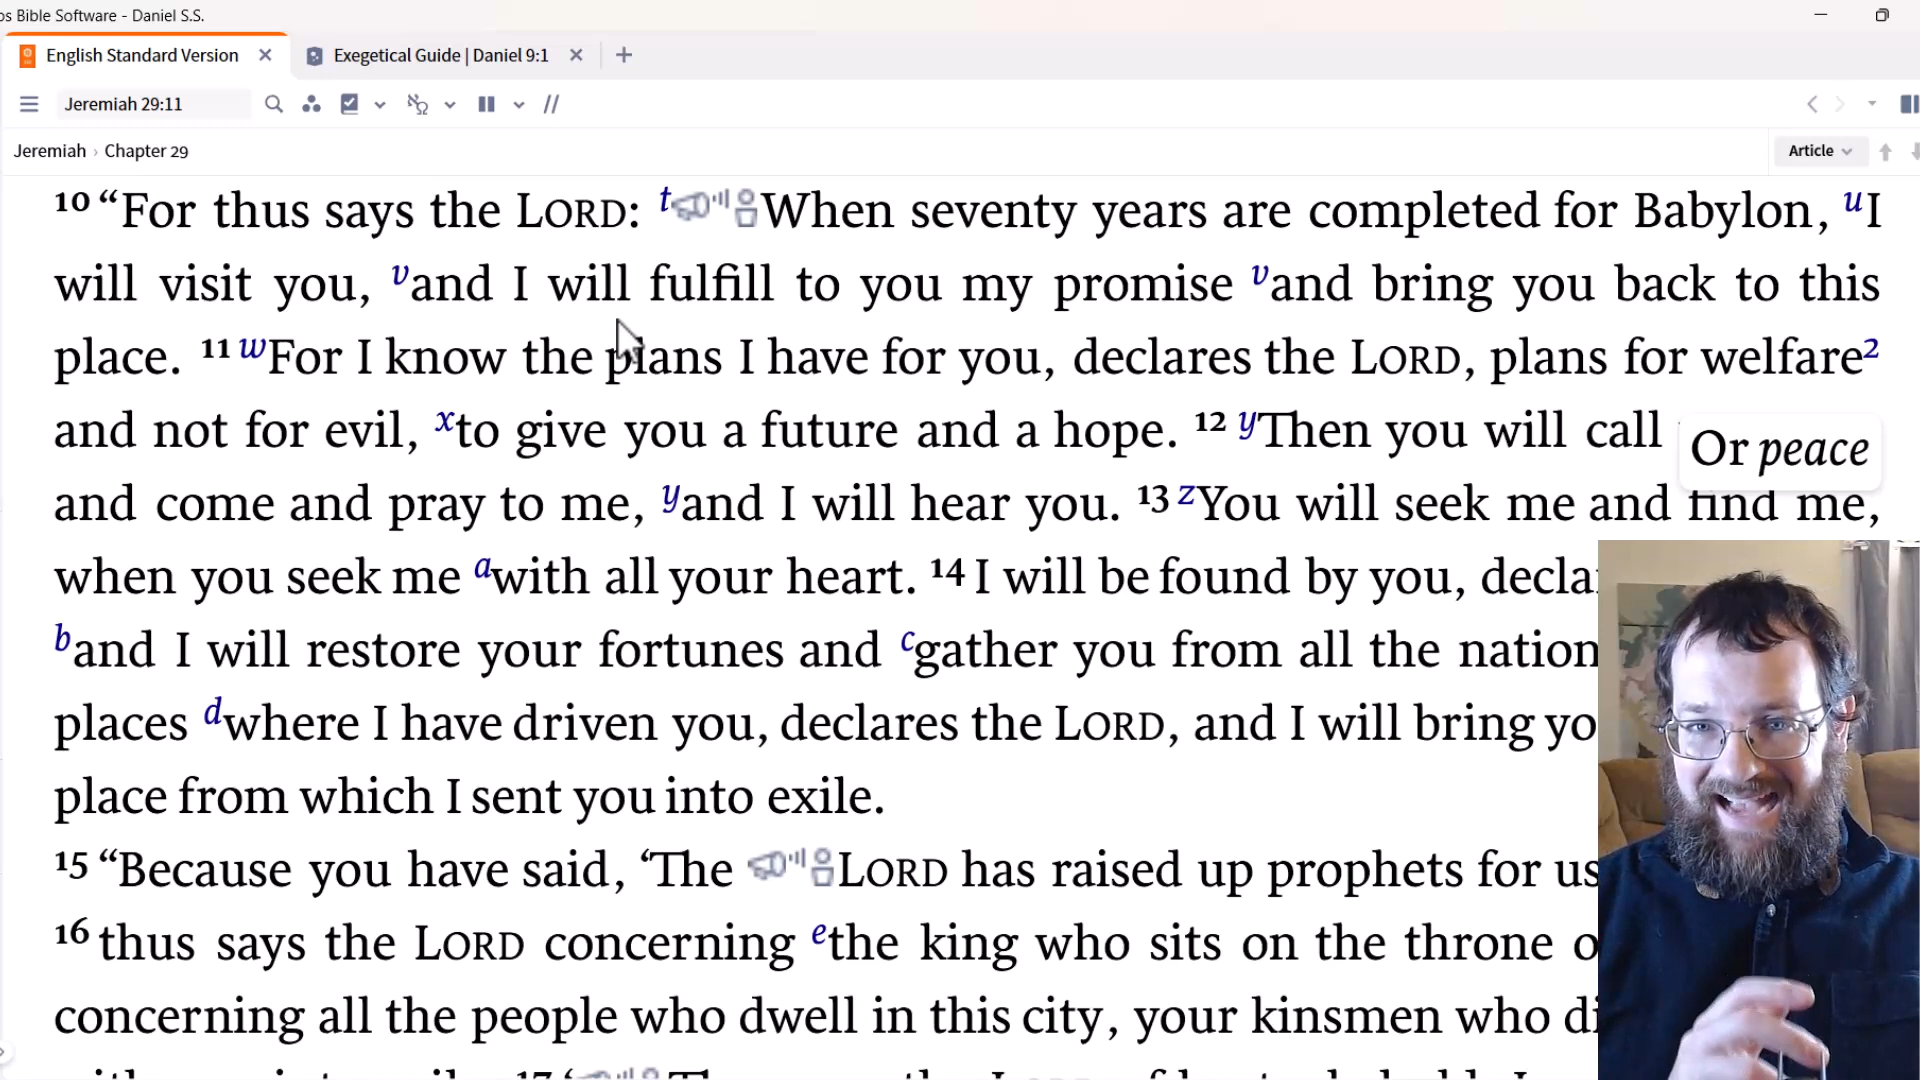 os Bible Software - Daniel S.S.
English Standard Version
Exegetical Guide | Daniel 9:1
Jeremiah 29:11
Jeremiah › Chapter 29
Article
10 “For thus says the LORD: t When seventy years are completed for Babylon, u I
will visit you, v and I will fulfill to you my promise v and bring you back to this
place. 11 w For I know the plans I have for you, declares the LORD, plans for welfare 2
and not for evil, x to give you a future and a hope. 12 y Then you will call
Or peace
and come and pray to me, y and I will hear you. 13 z You will seek me and find me,
when you seek me a with all your heart. 14 I will be found by you, decla
b and I will restore your fortunes and c gather you from all the nation
places d where I have driven you, declares the LORD, and I will bring yo
place from which I sent you into exile.
15 “Because you have said, ‘The LORD has raised up prophets for us
16 thus says the LORD concerning e the king who sits on the throne o
concerning all the people who dwell in this city, your kinsmen who di